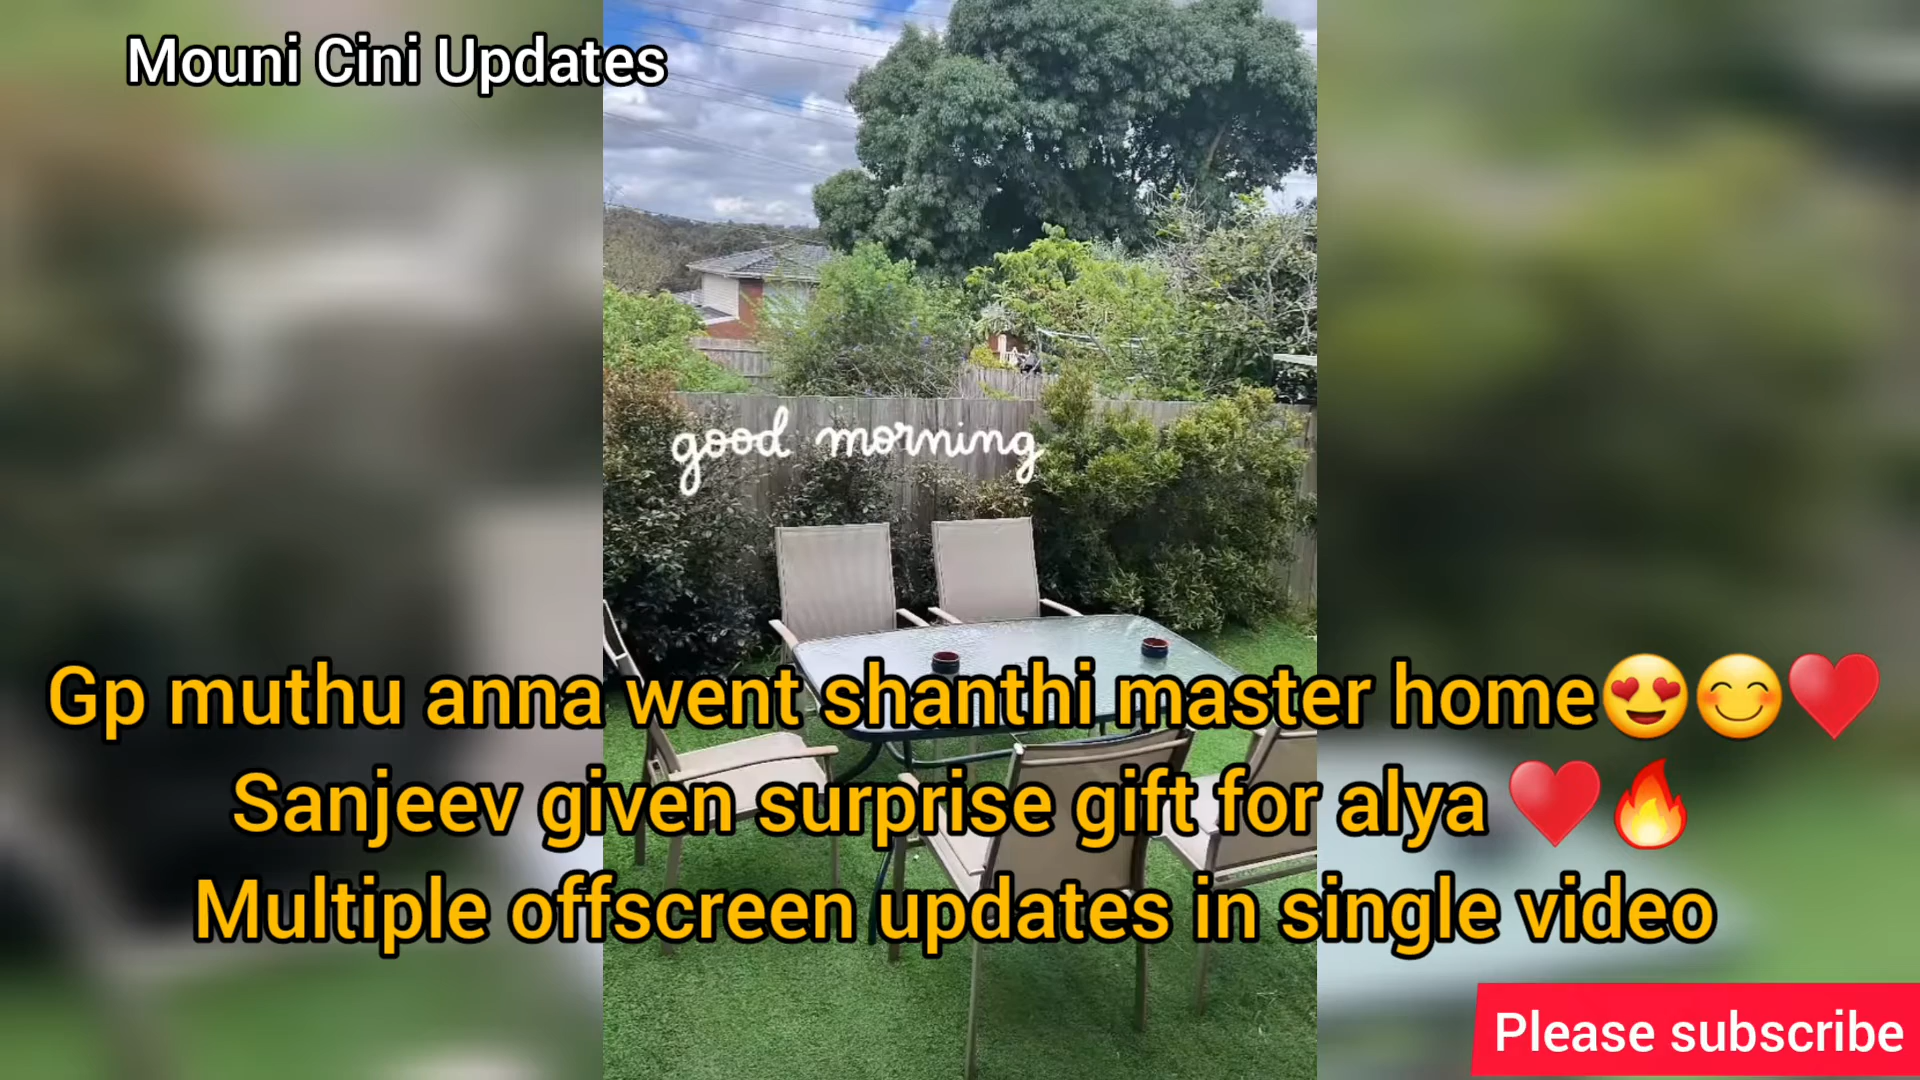 Mouni Cini Updates
good morning
Gp muthu anna went shanthi master home😍😊♥️
Sanjeev given surprise gift for alya ♥️🔥
Multiple offscreen updates in single video
Please subscribe